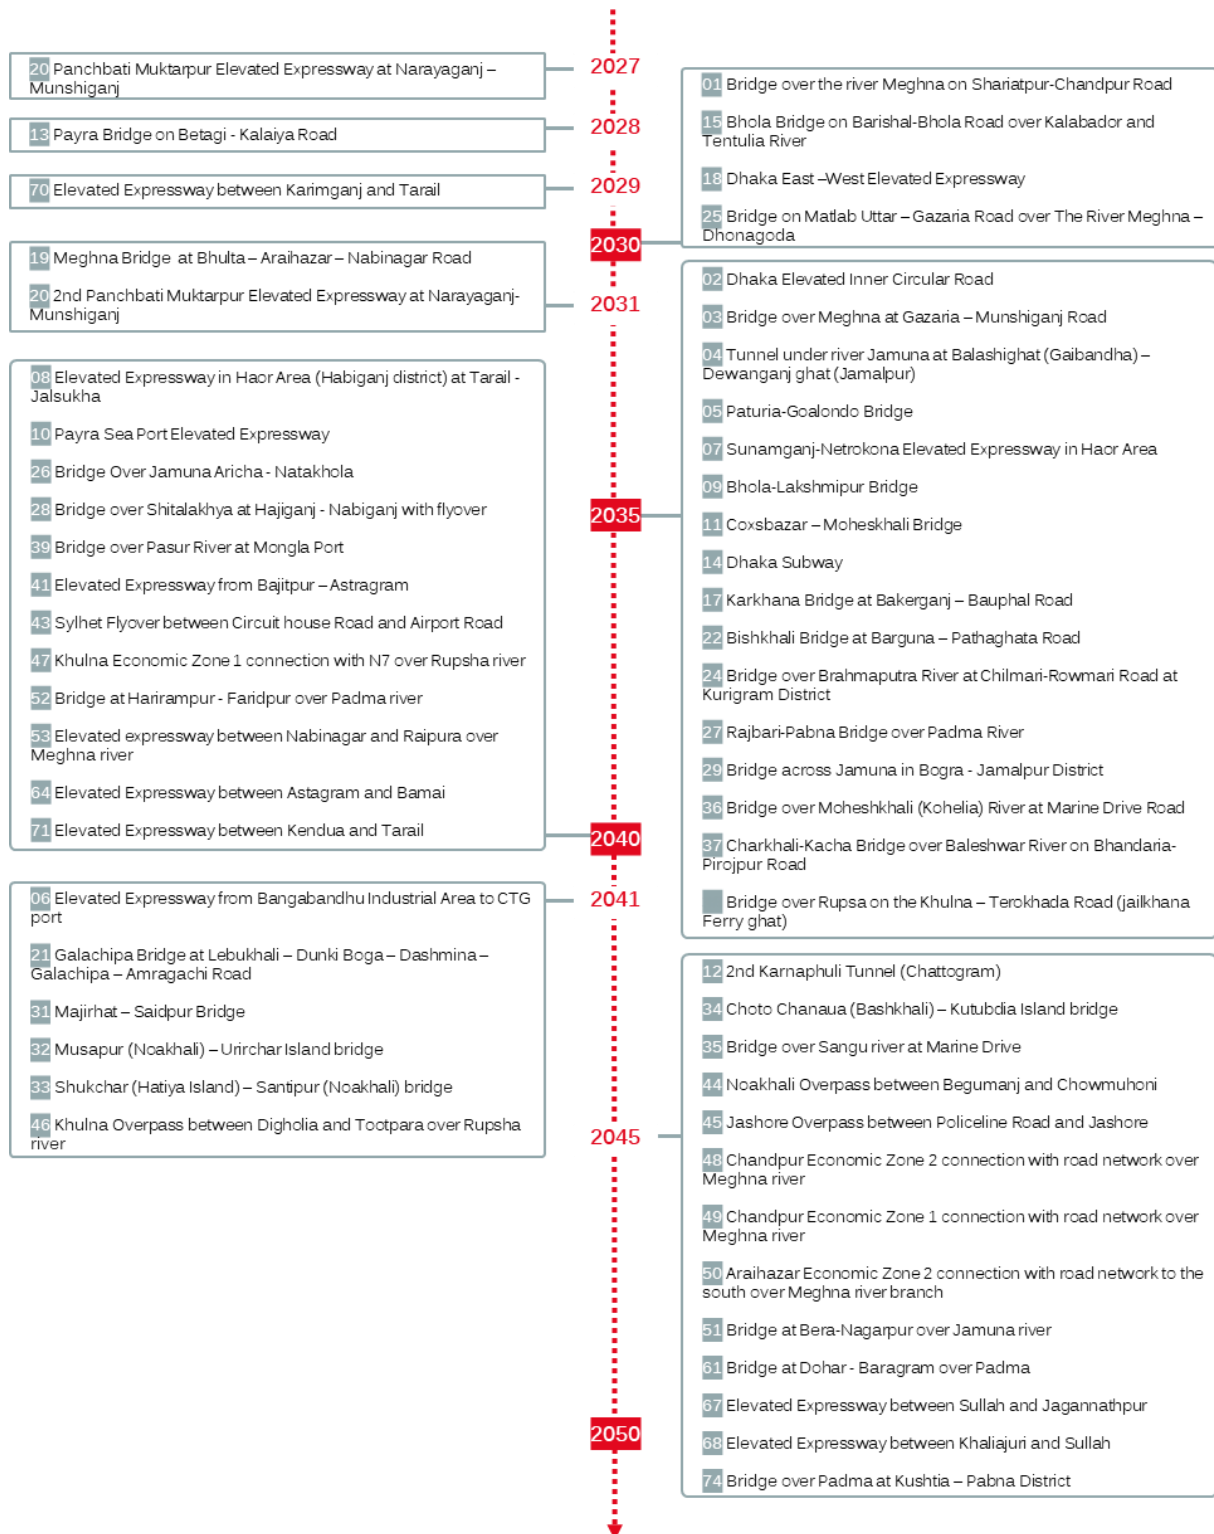 2027
20 Panchbati Muktarpur Elevated Expressway at Narayaganj –
Munshiganj
2028
13 Payra Bridge on Betagi - Kalaiya Road
2029
70 Elevated Expressway between Karimganj and Tarail
2030
01 Bridge over the river Meghna on Shariatpur-Chandpur Road
15 Bhola Bridge on Barishal-Bhola Road over Kalabador and
Tentulia River
18 Dhaka East –West Elevated Expressway
25 Bridge on Matlab Uttar – Gazaria Road over The River Meghna –
Dhonagoda
2031
19 Meghna Bridge at Bhulta – Araihazar – Nabinagar Road
20 2nd Panchbati Muktarpur Elevated Expressway at Narayaganj-
Munshiganj
2035
02 Dhaka Elevated Inner Circular Road
03 Bridge over Meghna at Gazaria – Munshiganj Road
04 Tunnel under river Jamuna at Balashighat (Gaibandha) –
Dewanganj ghat (Jamalpur)
05 Paturia-Goalondo Bridge
07 Sunamganj-Netrokona Elevated Expressway in Haor Area
09 Bhola-Lakshmipur Bridge
11 Coxsbazar – Moheskhali Bridge
14 Dhaka Subway
17 Karkhana Bridge at Bakerganj – Bauphal Road
22 Bishkhali Bridge at Barguna – Pathaghata Road
24 Bridge over Brahmaputra River at Chilmari-Rowmari Road at
Kurigram District
27 Rajbari-Pabna Bridge over Padma River
29 Bridge across Jamuna in Bogra - Jamalpur District
36 Bridge over Moheshkhali (Kohelia) River at Marine Drive Road
37 Charkhali-Kacha Bridge over Baleshwar River on Bhandaria-
Pirojpur Road
Bridge over Rupsa on the Khulna – Terokhada Road (jailkhana
Ferry ghat)
2040
08 Elevated Expressway in Haor Area (Habiganj district) at Tarail -
Jalsukha
10 Payra Sea Port Elevated Expressway
26 Bridge Over Jamuna Aricha - Natakhola
28 Bridge over Shitalakhya at Hajiganj - Nabiganj with flyover
39 Bridge over Pasur River at Mongla Port
41 Elevated Expressway from Bajitpur – Astragram
43 Sylhet Flyover between Circuit house Road and Airport Road
47 Khulna Economic Zone 1 connection with N7 over Rupsha river
52 Bridge at Harirampur - Faridpur over Padma river
53 Elevated expressway between Nabinagar and Raipura over
Meghna river
64 Elevated Expressway between Astagram and Bamai
71 Elevated Expressway between Kendua and Tarail
2041
06 Elevated Expressway from Bangabandhu Industrial Area to CTG
port
21 Galachipa Bridge at Lebukhali – Dunki Boga – Dashmina –
Galachipa – Amragachi Road
31 Majirhat – Saidpur Bridge
32 Musapur (Noakhali) – Urirchar Island bridge
33 Shukchar (Hatiya Island) – Santipur (Noakhali) bridge
46 Khulna Overpass between Digholia and Tootpara over Rupsha
river
2045
12 2nd Karnaphuli Tunnel (Chattogram)
34 Choto Chanaua (Bashkhali) – Kutubdia Island bridge
35 Bridge over Sangu river at Marine Drive
44 Noakhali Overpass between Begumanj and Chowmuhoni
45 Jashore Overpass between Policeline Road and Jashore
48 Chandpur Economic Zone 2 connection with road network over
Meghna river
49 Chandpur Economic Zone 1 connection with road network over
Meghna river
50 Araihazar Economic Zone 2 connection with road network to the
south over Meghna river branch
51 Bridge at Bera-Nagarpur over Jamuna river
61 Bridge at Dohar - Baragram over Padma
67 Elevated Expressway between Sullah and Jagannathpur
68 Elevated Expressway between Khaliajuri and Sullah
74 Bridge over Padma at Kushtia – Pabna District
2050